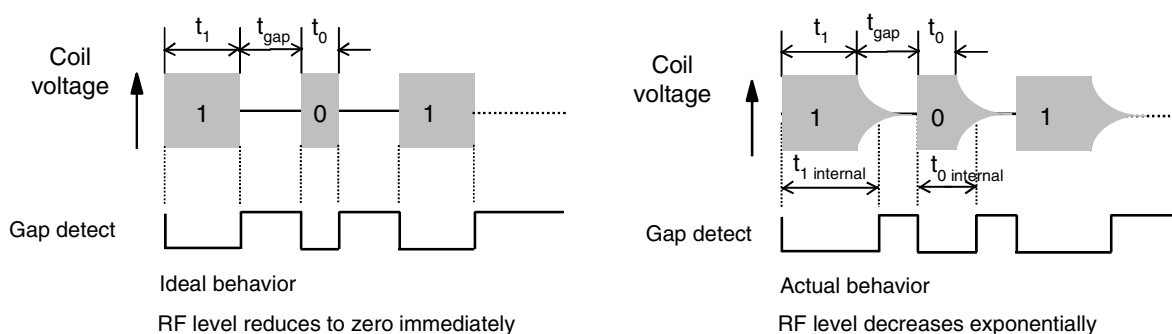 t1 tgap t0
Coil
voltage
1 0 1
Gap detect
Ideal behavior
RF level reduces to zero immediately
t1 tgap t0
Coil
voltage
1 0 1
t1 internal t0 internal
Gap detect
Actual behavior
RF level decreases exponentially